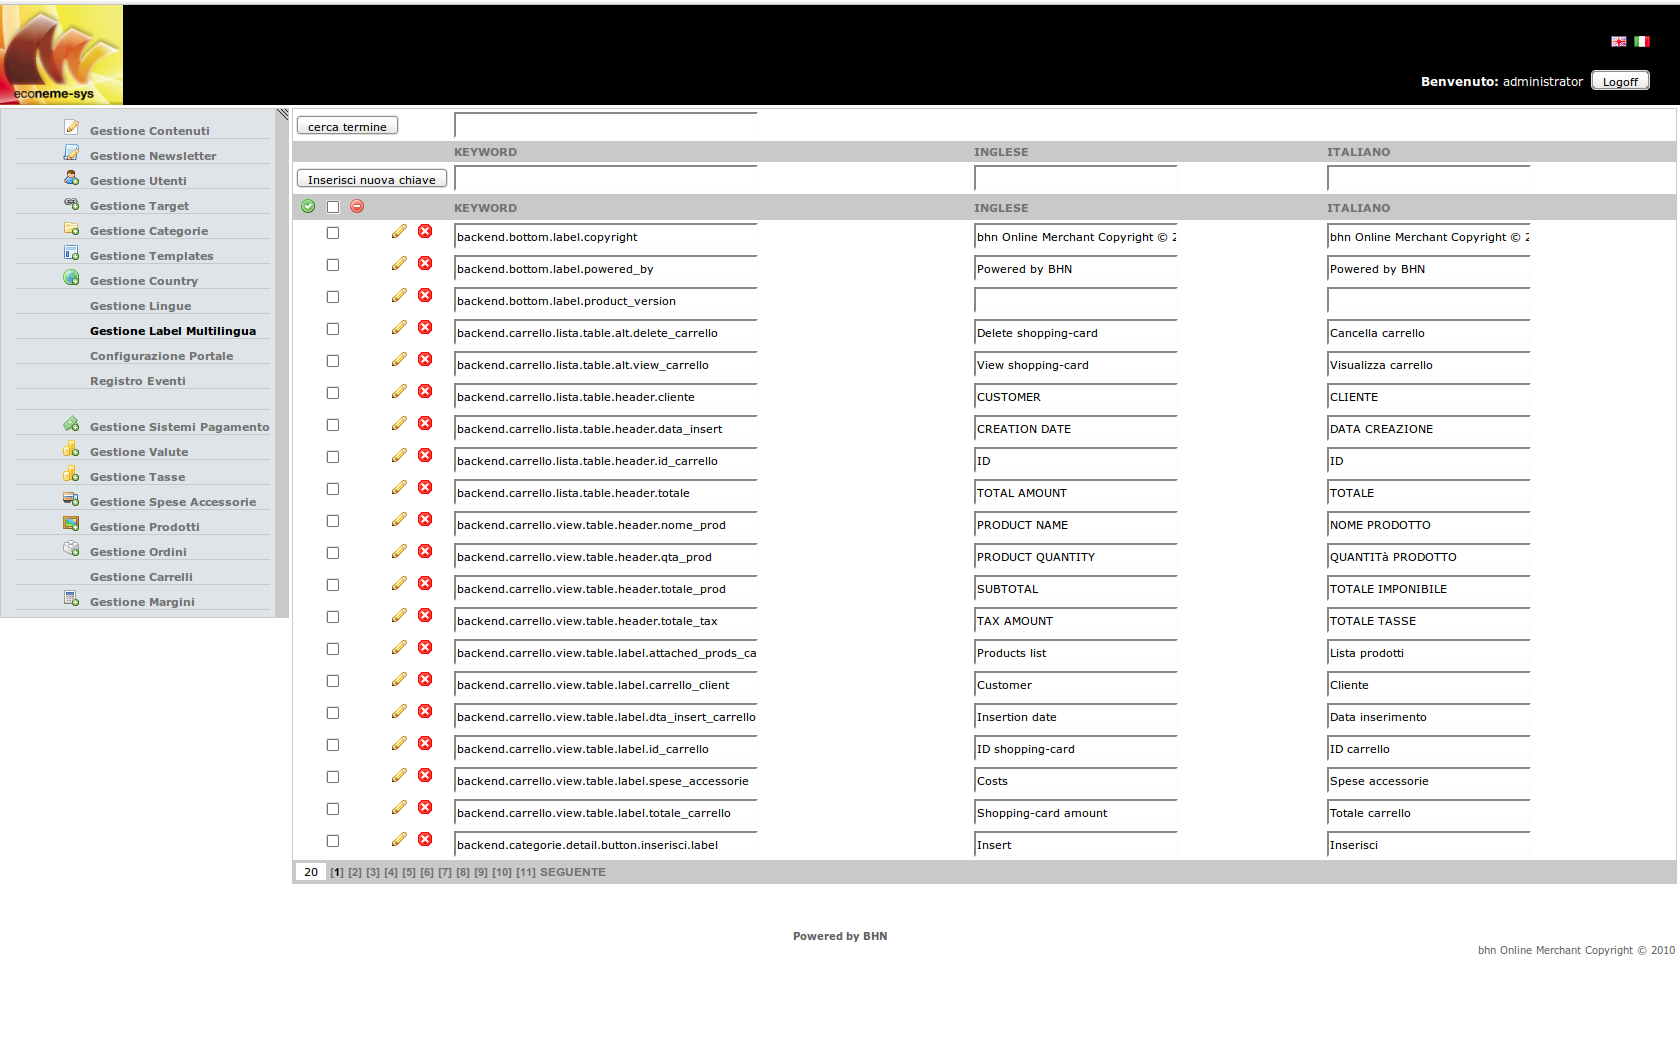 econeme-sys
Benvenuto: administrator Logoff
Gestione Contenuti
Gestione Newsletter
Gestione Utenti
Gestione Target
Gestione Categorie
Gestione Templates
Gestione Country
Gestione Lingue
Gestione Label Multilingua
Configurazione Portale
Registro Eventi
Gestione Sistemi Pagamento
Gestione Valute
Gestione Tasse
Gestione Spese Accessorie
Gestione Prodotti
Gestione Ordini
Gestione Carrelli
Gestione Margini
cerca termine
KEYWORD INGLESE ITALIANO
Inserisci nuova chiave
KEYWORD INGLESE ITALIANO
backend.bottom.label.copyright bhn Online Merchant Copyright © 2 bhn Online Merchant Copyright © 2
backend.bottom.label.powered_by Powered by BHN Powered by BHN
backend.bottom.label.product_version
backend.carrello.lista.table.alt.delete_carrello Delete shopping-card Cancella carrello
backend.carrello.lista.table.alt.view_carrello View shopping-card Visualizza carrello
backend.carrello.lista.table.header.cliente CUSTOMER CLIENTE
backend.carrello.lista.table.header.data_insert CREATION DATE DATA CREAZIONE
backend.carrello.lista.table.header.id_carrello ID ID
backend.carrello.lista.table.header.totale TOTAL AMOUNT TOTALE
backend.carrello.view.table.header.nome_prod PRODUCT NAME NOME PRODOTTO
backend.carrello.view.table.header.qta_prod PRODUCT QUANTITY QUANTITà PRODOTTO
backend.carrello.view.table.header.totale_prod SUBTOTAL TOTALE IMPONIBILE
backend.carrello.view.table.header.totale_tax TAX AMOUNT TOTALE TASSE
backend.carrello.view.table.label.attached_prods_ca Products list Lista prodotti
backend.carrello.view.table.label.carrello_client Customer Cliente
backend.carrello.view.table.label.dta_insert_carrello Insertion date Data inserimento
backend.carrello.view.table.label.id_carrello ID shopping-card ID carrello
backend.carrello.view.table.label.spese_accessorie Costs Spese accessorie
backend.carrello.view.table.label.totale_carrello Shopping-card amount Totale carrello
backend.categorie.detail.button.inserisci.label Insert Inserisci
20 [1] [2] [3] [4] [5] [6] [7] [8] [9] [10] [11] SEGUENTE
Powered by BHN
bhn Online Merchant Copyright © 2010